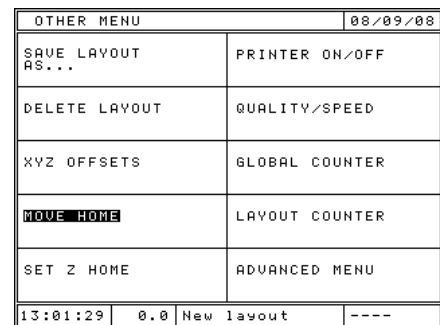 OTHER MENU 08/09/08
SAVE LAYOUT
AS...
PRINTER ON/OFF
DELETE LAYOUT
QUALITY/SPEED
XYZ OFFSETS
GLOBAL COUNTER
MOVE HOME
LAYOUT COUNTER
SET Z HOME
ADVANCED MENU
13:01:29 0.0 New layout ----